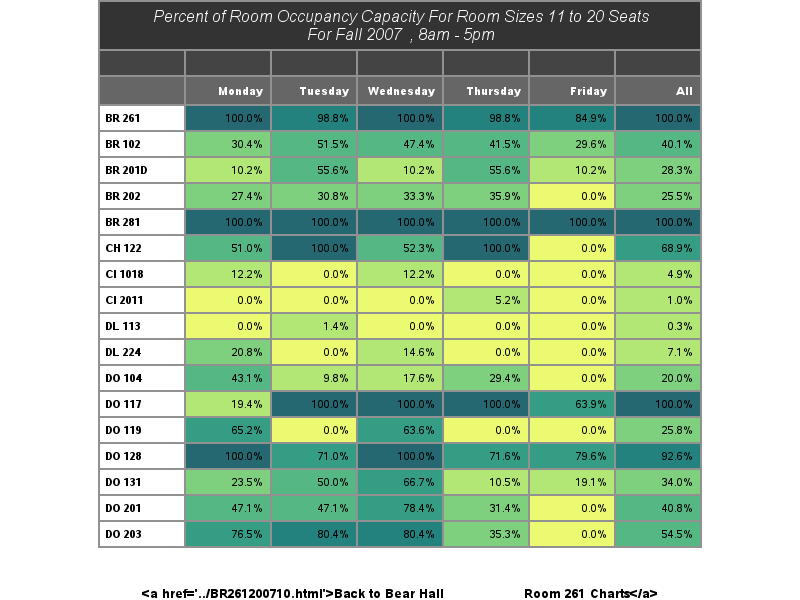 Percent of Room Occupancy Capacity For Room Sizes 11 to 20 Seats
For Fall 2007 , 8am - 5pm
Monday Tuesday Wednesday Thursday Friday All
BR 261 100.0% 98.8% 100.0% 98.8% 84.9% 100.0%
BR 102 30.4% 51.5% 47.4% 41.5% 29.6% 40.1%
BR 201D 10.2% 55.6% 10.2% 55.6% 10.2% 28.3%
BR 202 27.4% 30.8% 33.3% 35.9% 0.0% 25.5%
BR 281 100.0% 100.0% 100.0% 100.0% 100.0% 100.0%
CH 122 51.0% 100.0% 52.3% 100.0% 0.0% 68.9%
CI 1018 12.2% 0.0% 12.2% 0.0% 0.0% 4.9%
CI 2011 0.0% 0.0% 0.0% 5.2% 0.0% 1.0%
DL 113 0.0% 1.4% 0.0% 0.0% 0.0% 0.3%
DL 224 20.8% 0.0% 14.6% 0.0% 0.0% 7.1%
DO 104 43.1% 9.8% 17.6% 29.4% 0.0% 20.0%
DO 117 19.4% 100.0% 100.0% 100.0% 63.9% 100.0%
DO 119 65.2% 0.0% 63.6% 0.0% 0.0% 25.8%
DO 128 100.0% 71.0% 100.0% 71.6% 79.6% 92.6%
DO 131 23.5% 50.0% 66.7% 10.5% 19.1% 34.0%
DO 201 47.1% 47.1% 78.4% 31.4% 0.0% 40.8%
DO 203 76.5% 80.4% 80.4% 35.3% 0.0% 54.5%
<a href='../BR261200710.html'>Back to Bear Hall Room 261 Charts</a>